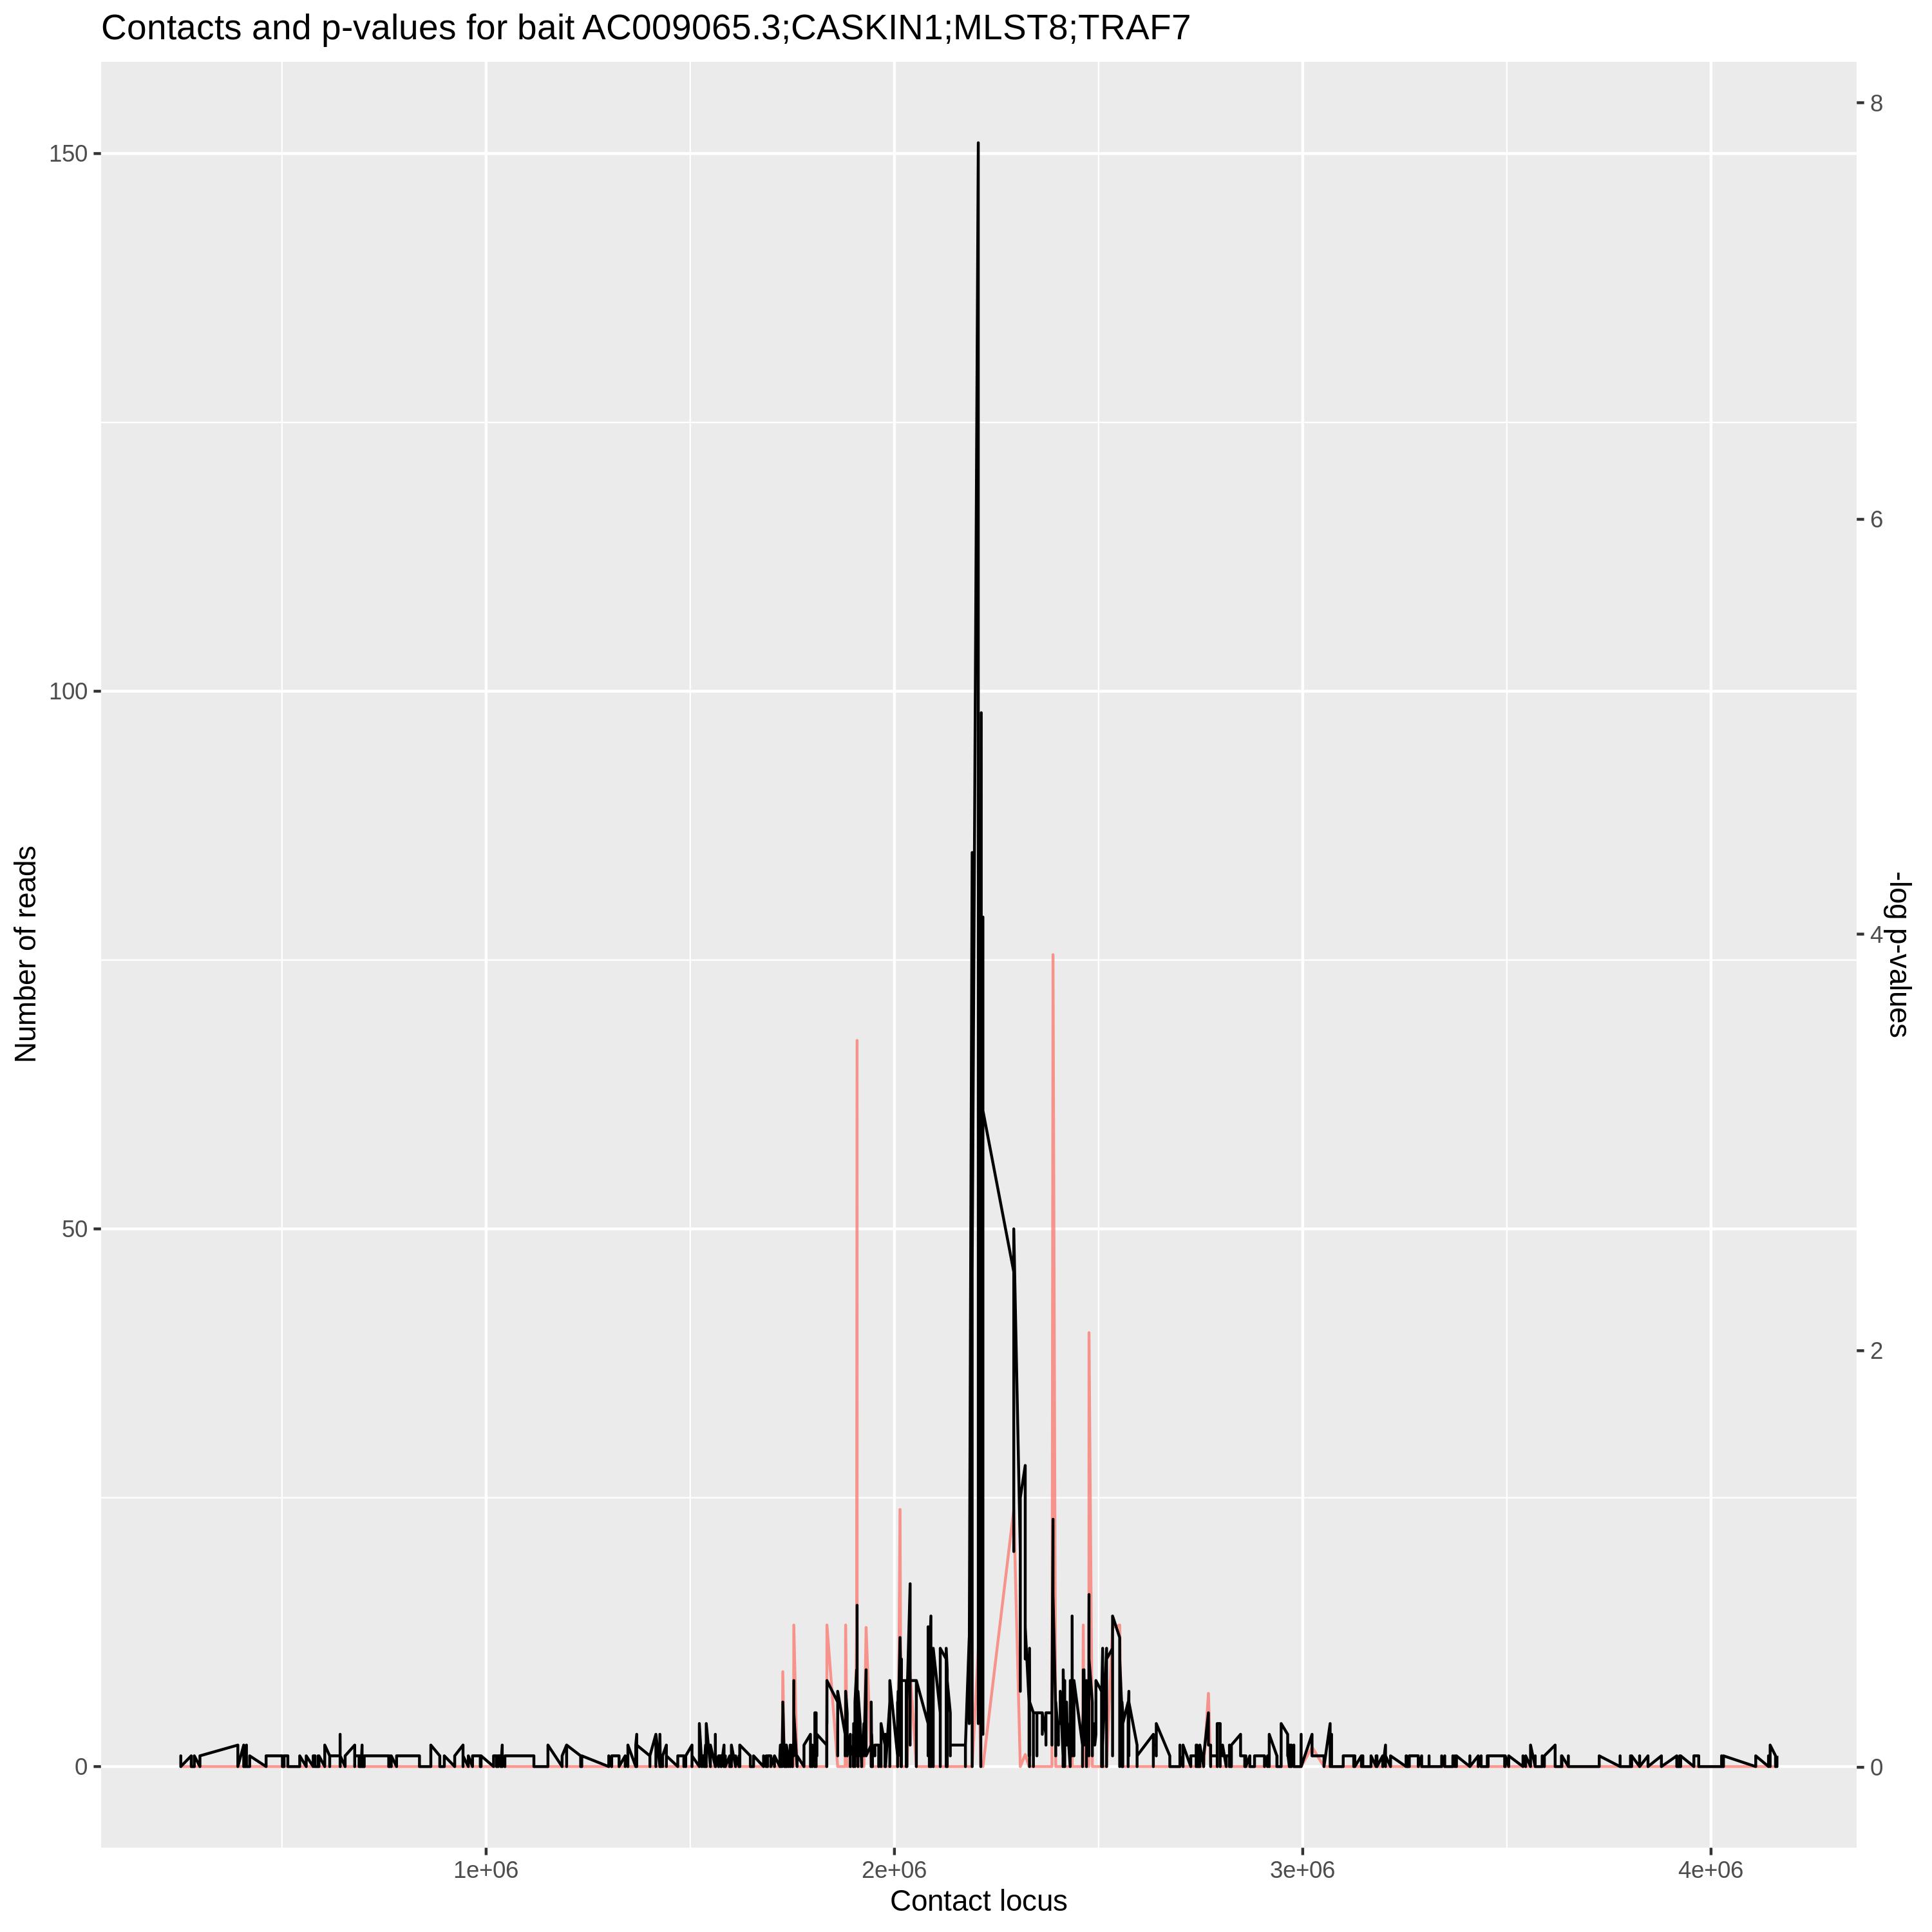 Contacts and p-values for bait AC009065.3;CASKIN1;MLST8;TRAF7
150
100
50
0
Number of reads
8
6
4
2
0
-log p-values
1e+06
2e+06
3e+06
4e+06
Contact locus